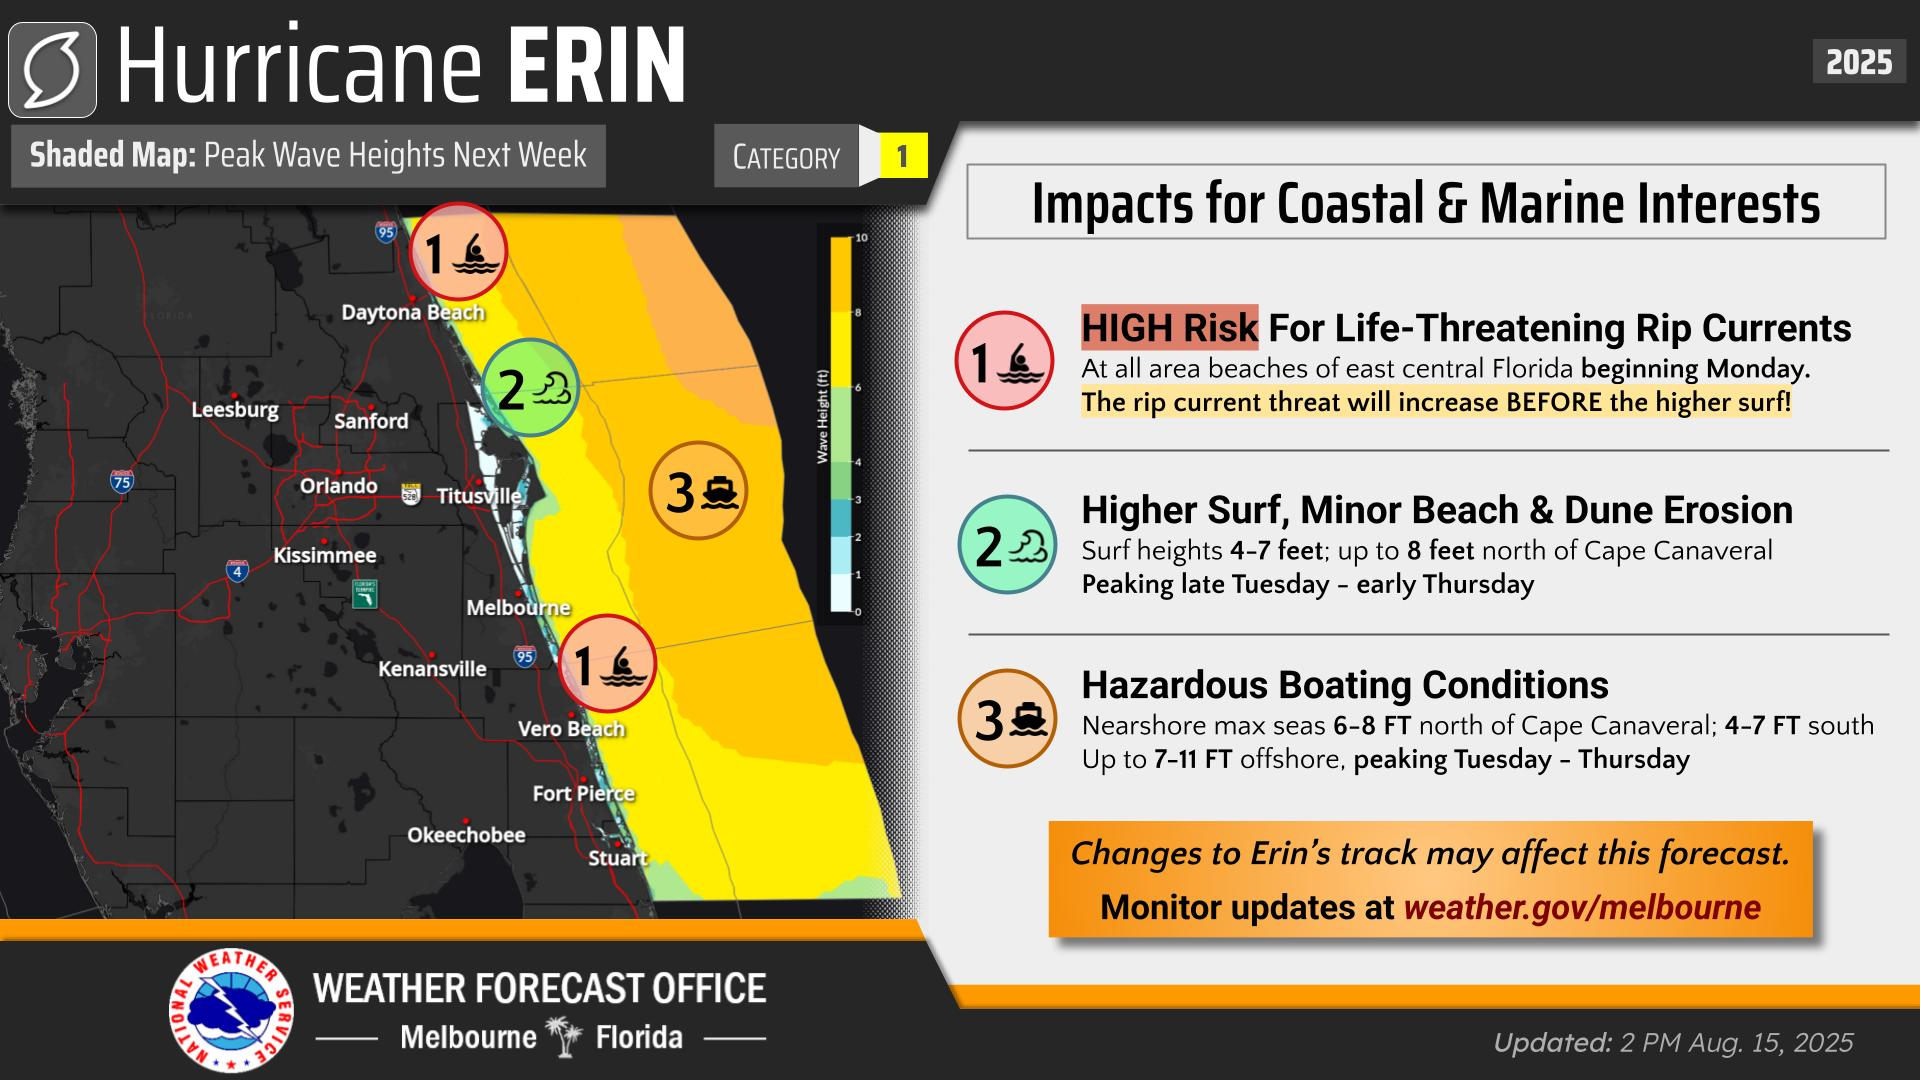 Hurricane ERIN
2025
Shaded Map: Peak Wave Heights Next Week
CATEGORY 1
Impacts for Coastal & Marine Interests
1
HIGH Risk For Life-Threatening Rip Currents
At all area beaches of east central Florida beginning Monday.
The rip current threat will increase BEFORE the higher surf!
2
Higher Surf, Minor Beach & Dune Erosion
Surf heights 4-7 feet; up to 8 feet north of Cape Canaveral
Peaking late Tuesday - early Thursday
3
Hazardous Boating Conditions
Nearshore max seas 6-8 FT north of Cape Canaveral; 4-7 FT south
Up to 7-11 FT offshore, peaking Tuesday - Thursday
Changes to Erin's track may affect this forecast.
Monitor updates at weather.gov/melbourne
95
1
FLORIDA
Daytona Beach
2
Leesburg
Sanford
75
Orlando
528
Titusville
3
Kissimmee
4
Melbourne
95
1
Kenansville
Vero Beach
Fort Pierce
Okeechobee
Stuart
Wave Height (ft)
10
8
6
4
3
2
1
0
NATIONAL WEATHER SERVICE
WEATHER FORECAST OFFICE
Melbourne Florida
Updated: 2 PM Aug. 15, 2025